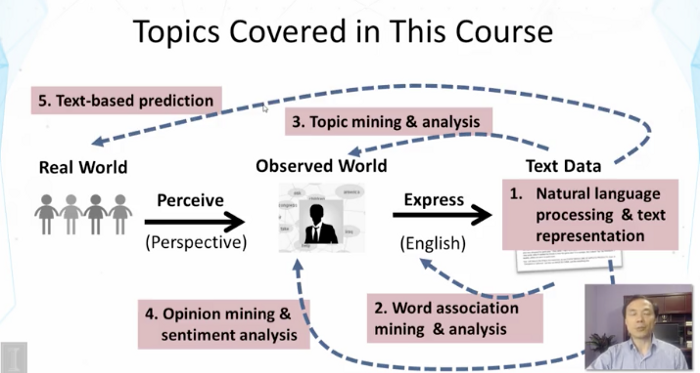 Topics Covered in This Course
5. Text-based prediction
3. Topic mining & analysis
Real World
Observed World
Text Data
Perceive
(Perspective)
Express
(English)
1. Natural language
processing & text
representation
4. Opinion mining &
sentiment analysis
2. Word association
mining & analysis